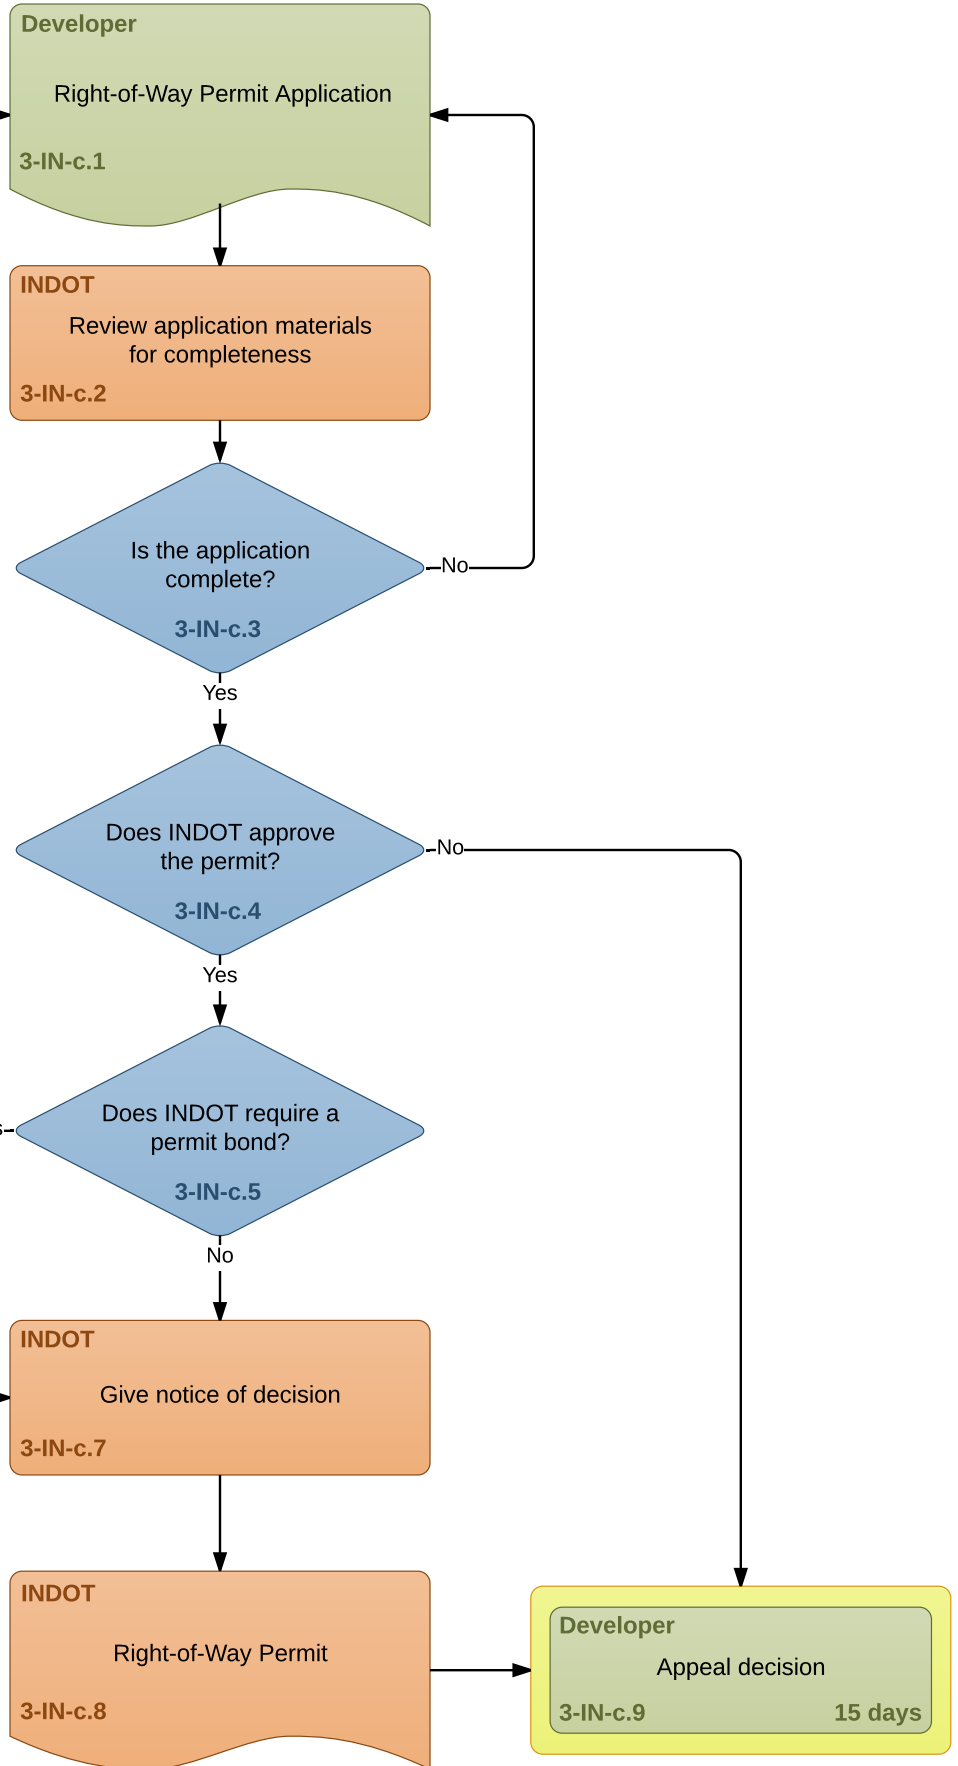 Developer
Right-of-Way Permit Application
3-IN-c.1
INDOT
Review application materials
for completeness
3-IN-c.2
Is the application
complete?
3-IN-c.3
No
Yes
Does INDOT approve
the permit?
3-IN-c.4
No
Yes
Does INDOT require a
permit bond?
3-IN-c.5
No
INDOT
Give notice of decision
3-IN-c.7
INDOT
Right-of-Way Permit
3-IN-c.8
Developer
Appeal decision
3-IN-c.9 15 days